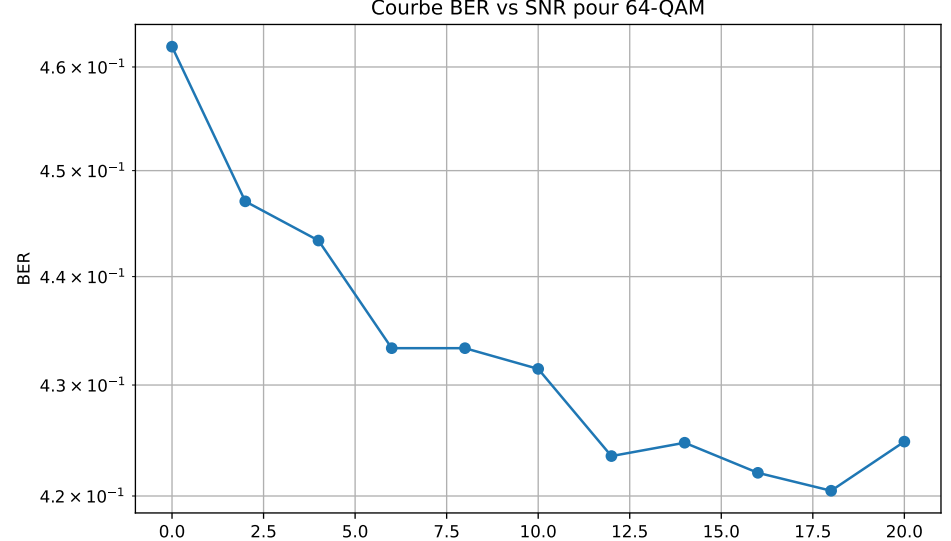 Courbe BER vs SNR pour 64-QAM
BER
4.6 × 10⁻¹
4.5 × 10⁻¹
4.4 × 10⁻¹
4.3 × 10⁻¹
4.2 × 10⁻¹
0.0 2.5 5.0 7.5 10.0 12.5 15.0 17.5 20.0